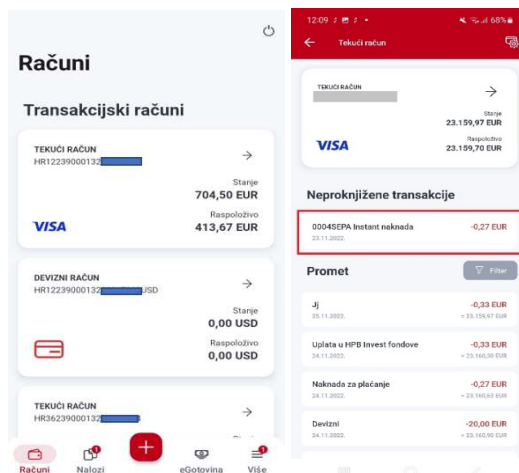 Računi
Transakcijski računi
TEKUĆI RAČUN
HR12239000132
Stanje
704,50 EUR
Raspoloživo
VISA
413,67 EUR
DEVIZNI RAČUN
HR12239000132 USD
Stanje
0,00 USD
Raspoloživo
0,00 USD
TEKUĆI RAČUN
HR36239000132
Računi
Nalozi
eGotovina
Više
12:09
68%
Tekući račun
TEKUĆI RAČUN
Stanje
23.159,97 EUR
Raspoloživo
VISA
23.159,70 EUR
Neproknjižene transakcije
0004SEPA Instant naknada -0,27 EUR
23.11.2022.
Promet
Filter
Jj -0,33 EUR
25.11.2022. = 23.159,97 EUR
Uplata u HPB Invest fondove -0,33 EUR
24.11.2022. = 23.160,30 EUR
Naknada za plaćanje -0,27 EUR
24.11.2022. = 23.160,63 EUR
Devizni -20,00 EUR
24.11.2022. = 23.160,90 EUR